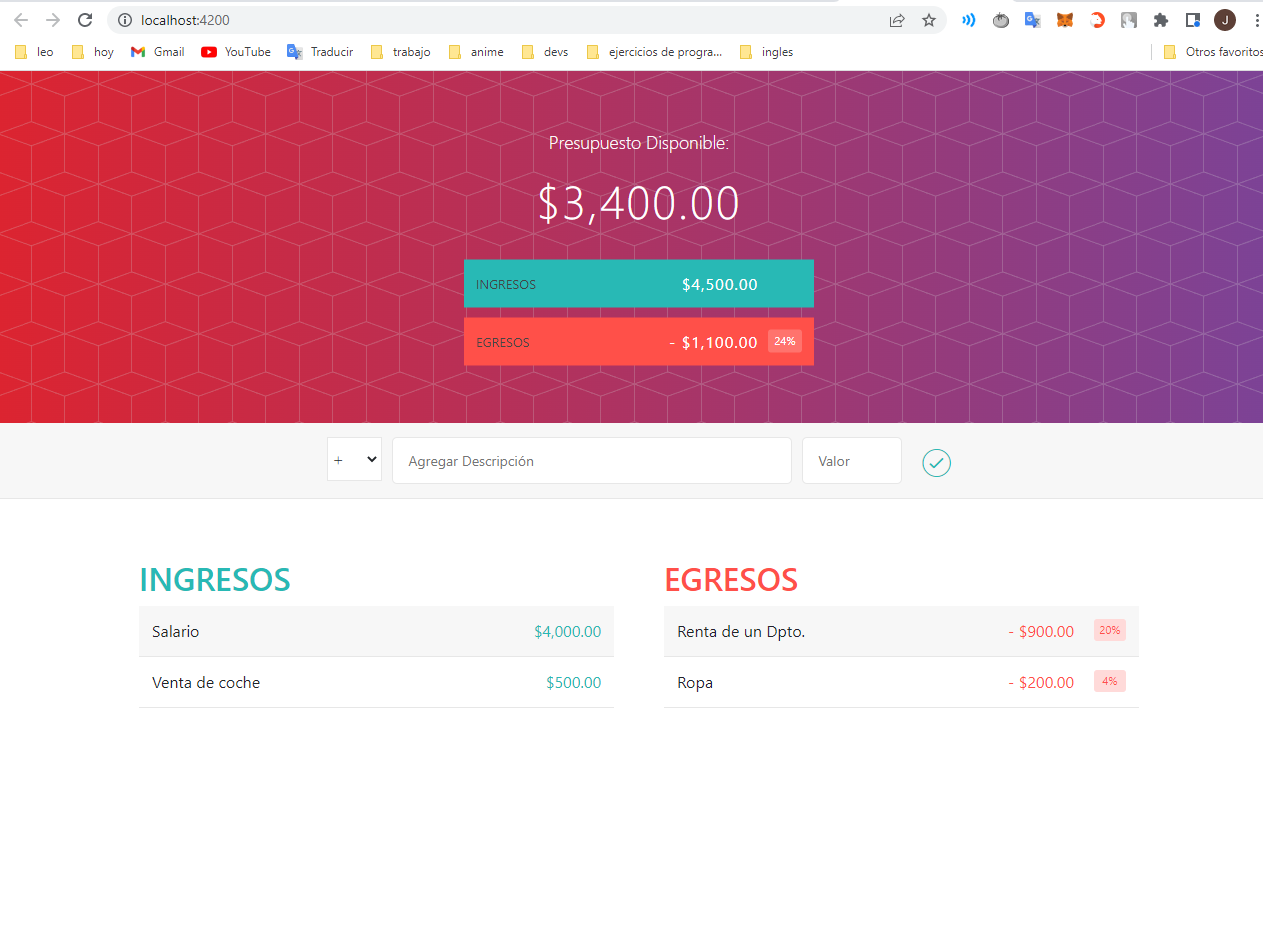 localhost:4200
J
leo hoy Gmail YouTube Traducir trabajo anime devs ejercicios de progra... ingles Otros favoritos
Presupuesto Disponible:
$3,400.00
INGRESOS $4,500.00
EGRESOS - $1,100.00 24%
+ Agregar Descripción Valor
INGRESOS
Salario $4,000.00
Venta de coche $500.00
EGRESOS
Renta de un Dpto. - $900.00 20%
Ropa - $200.00 4%